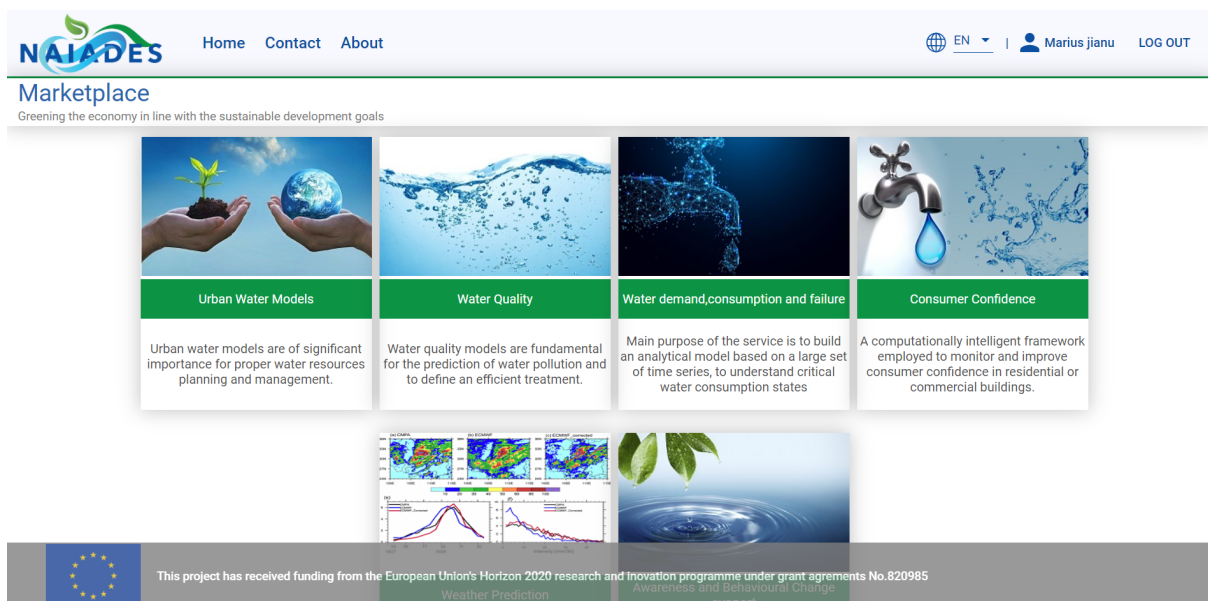 NAIADES
Home Contact About
EN | Marius jianu LOG OUT
Marketplace
Greening the economy in line with the sustainable development goals
Urban Water Models
Urban water models are of significant
importance for proper water resources
planning and management.
Water Quality
Water quality models are fundamental
for the prediction of water pollution and
to define an efficient treatment.
Water demand,consumption and failure
Main purpose of the service is to build
an analytical model based on a large set
of time series, to understand critical
water consumption states
Consumer Confidence
A computationally intelligent framework
employed to monitor and improve
consumer confidence in residential or
commercial buildings.
(a) CMPA (b) ECMWF (c) ECMWF_corrected
This project has received funding from the European Union's Horizon 2020 research and inovation programme under grant agrements No.820985
Weather Prediction
Awareness and Behavioural Change